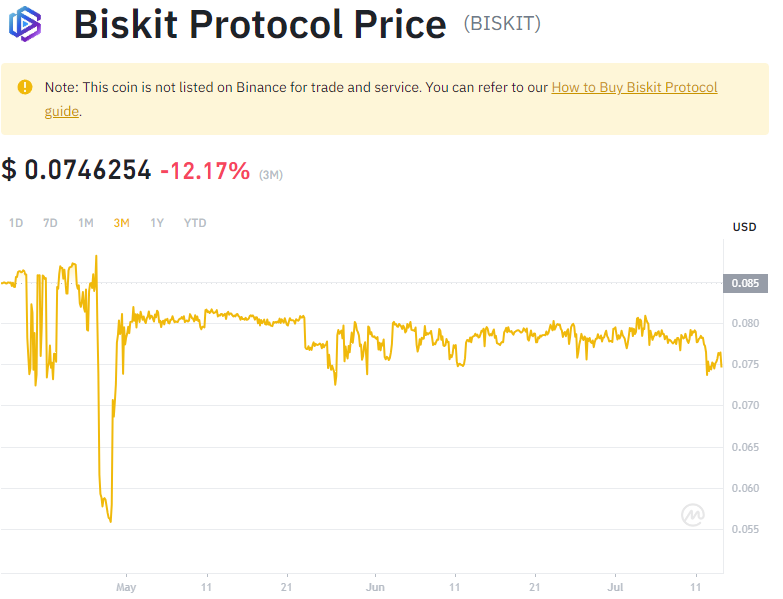 Biskit Protocol Price (BISKIT)
Note: This coin is not listed on Binance for trade and service. You can refer to our How to Buy Biskit Protocol
guide.
$ 0.0746254 -12.17% (3M)
1D 7D 1M 3M 1Y YTD
USD
0.085
0.080
0.075
0.070
0.065
0.060
0.055
May 11 21 Jun 11 21 Jul 11